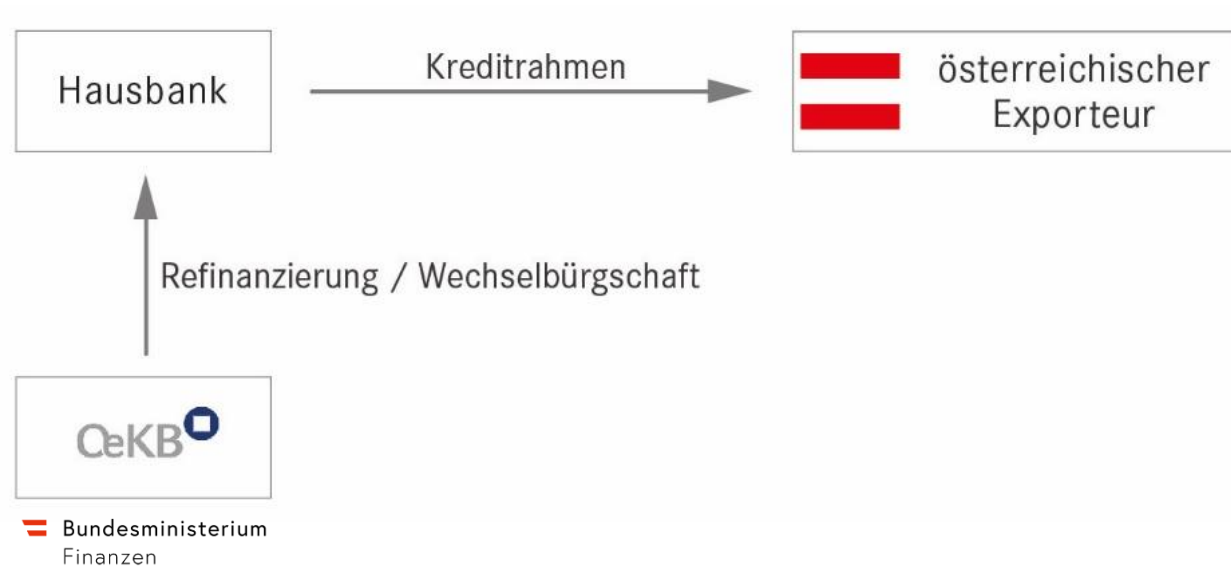 Hausbank
Kreditrahmen
österreichischer
Exporteur
Refinanzierung / Wechselbürgschaft
OeKB
Bundesministerium
Finanzen